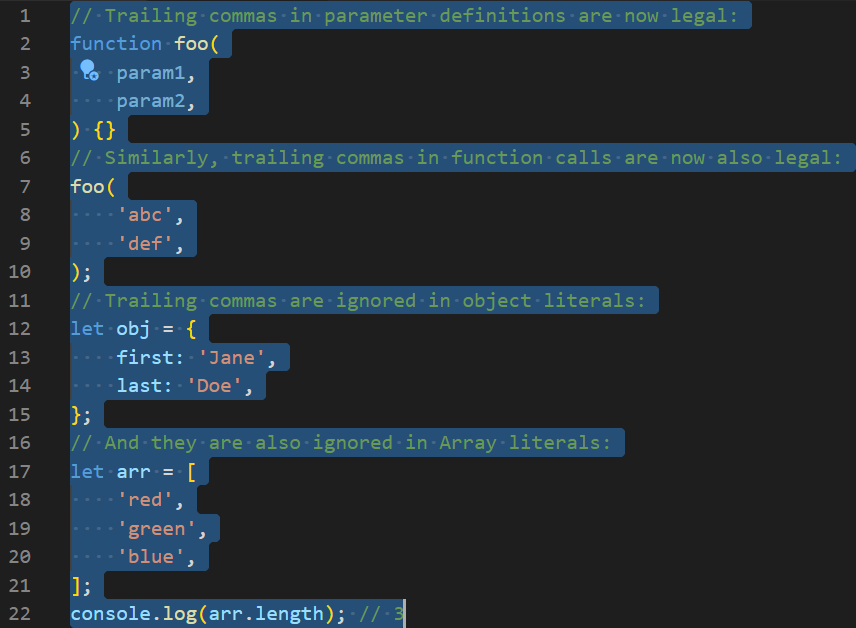 1 // Trailing commas in parameter definitions are now legal:
2 function foo(
3     param1,
4     param2,
5 ) {}
6 // Similarly, trailing commas in function calls are now also legal:
7 foo(
8     'abc',
9     'def',
10 );
11 // Trailing commas are ignored in object literals:
12 let obj = {
13     first: 'Jane',
14     last: 'Doe',
15 };
16 // And they are also ignored in Array literals:
17 let arr = [
18     'red',
19     'green',
20     'blue',
21 ];
22 console.log(arr.length); // 3